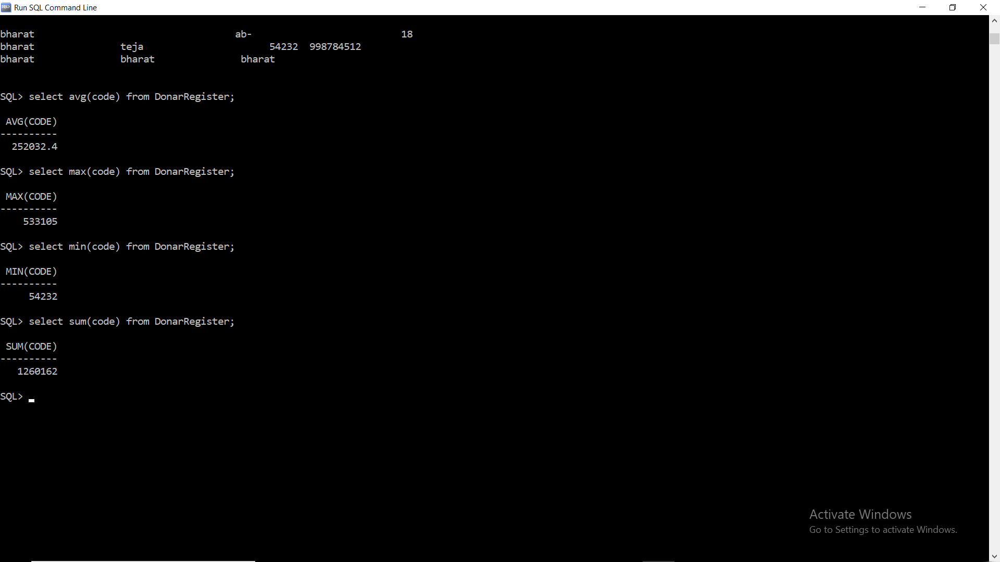 Run SQL Command Line
bharat ab- 18
bharat teja 54232 998784512
bharat bharat bharat
SQL> select avg(code) from DonarRegister;
AVG(CODE)
----------
252032.4
SQL> select max(code) from DonarRegister;
MAX(CODE)
----------
533105
SQL> select min(code) from DonarRegister;
MIN(CODE)
----------
54232
SQL> select sum(code) from DonarRegister;
SUM(CODE)
----------
1260162
SQL>
Activate Windows
Go to Settings to activate Windows.